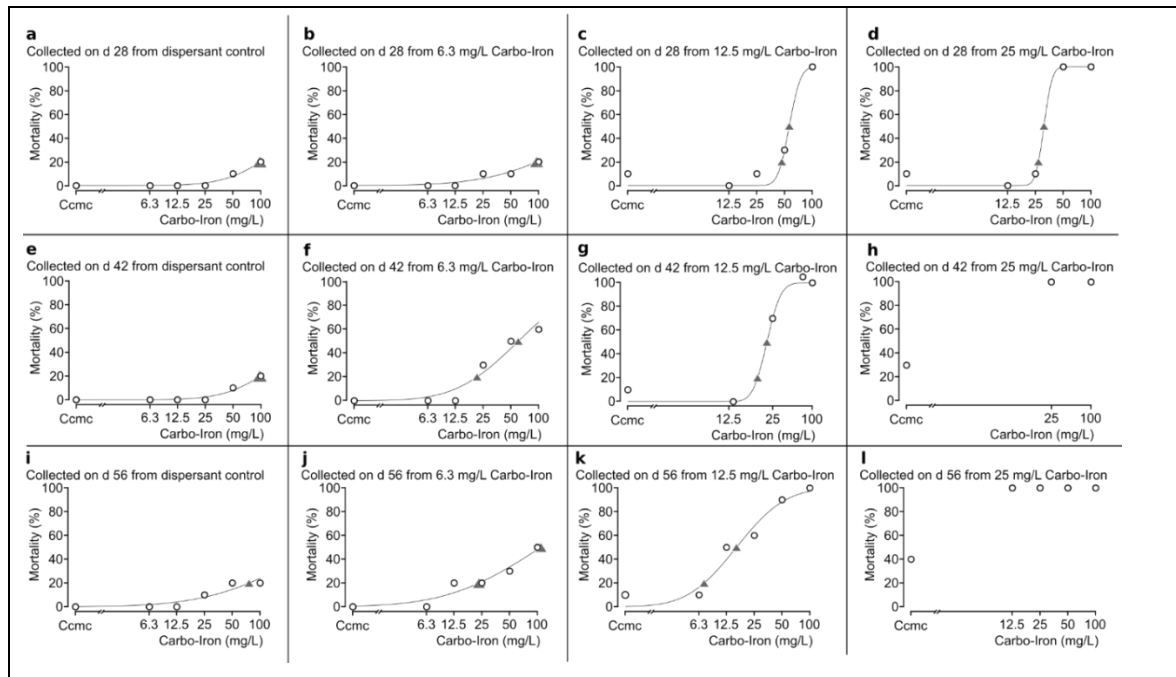 a
Collected on d 28 from dispersant control
Mortality (%)
100
80
60
40
20
0
Ccmc 6.3 12.5 25 50 100
Carbo-Iron (mg/L)
b
Collected on d 28 from 6.3 mg/L Carbo-Iron
Mortality (%)
100
80
60
40
20
0
Ccmc 6.3 12.5 25 50 100
Carbo-Iron (mg/L)
c
Collected on d 28 from 12.5 mg/L Carbo-Iron
Mortality (%)
100
80
60
40
20
0
Ccmc 12.5 25 50 100
Carbo-Iron (mg/L)
d
Collected on d 28 from 25 mg/L Carbo-Iron
Mortality (%)
100
80
60
40
20
0
Ccmc 12.5 25 50 100
Carbo-Iron (mg/L)
e
Collected on d 42 from dispersant control
Mortality (%)
100
80
60
40
20
0
Ccmc 6.3 12.5 25 50 100
Carbo-Iron (mg/L)
f
Collected on d 42 from 6.3 mg/L Carbo-Iron
Mortality (%)
100
80
60
40
20
0
Ccmc 6.3 12.5 25 50 100
Carbo-Iron (mg/L)
g
Collected on d 42 from 12.5 mg/L Carbo-Iron
Mortality (%)
100
80
60
40
20
0
Ccmc 12.5 25 100
Carbo-Iron (mg/L)
h
Collected on d 42 from 25 mg/L Carbo-Iron
Mortality (%)
100
80
60
40
20
0
Ccmc 25 100
Carbo-Iron (mg/L)
i
Collected on d 56 from dispersant control
Mortality (%)
100
80
60
40
20
0
Ccmc 6.3 12.5 25 50 100
Carbo-Iron (mg/L)
j
Collected on d 56 from 6.3 mg/L Carbo-Iron
Mortality (%)
100
80
60
40
20
0
Ccmc 6.3 12.5 25 50 100
Carbo-Iron (mg/L)
k
Collected on d 56 from 12.5 mg/L Carbo-Iron
Mortality (%)
100
80
60
40
20
0
Ccmc 6.3 12.5 25 50 100
Carbo-Iron (mg/L)
l
Collected on d 56 from 25 mg/L Carbo-Iron
Mortality (%)
100
80
60
40
20
0
Ccmc 12.5 25 50 100
Carbo-Iron (mg/L)